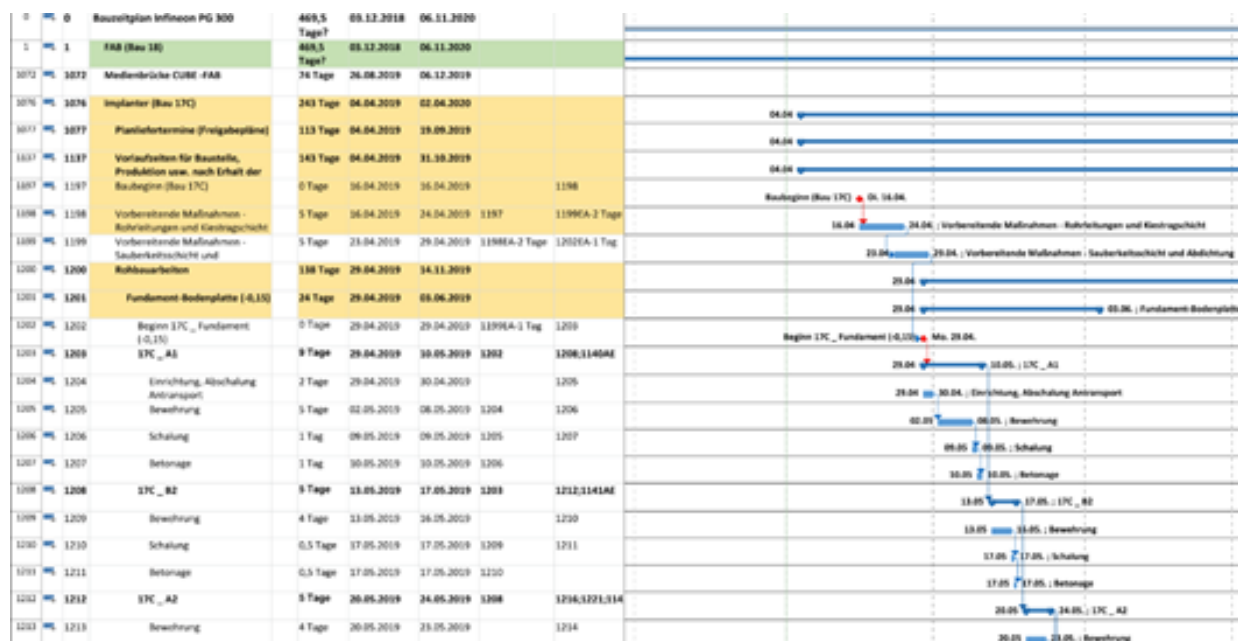 0 0 Bauzeitplan Infineon PG 300 469,5 03.12.2018 06.11.2020
Tage?
1 1 FAB (Bau 18) 469,5 03.12.2018 06.11.2020
Tage?
1072 1072 Medienbrücke CUBE -FAB 74 Tage 26.08.2019 06.12.2019
1076 1076 Implanter (Bau 17C) 243 Tage 04.04.2019 02.04.2020
04.04
1077 1077 Planliefertermine (Freigabepläne) 113 Tage 04.04.2019 19.09.2019
04.04
1137 1137 Vorlaufzeiten für Baustelle, 143 Tage 04.04.2019 31.10.2019
Produktion usw. nach Erhalt der
04.04
1197 1197 Baubeginn (Bau 17C) 0 Tage 16.04.2019 16.04.2019 1198
Baubeginn (Bau 17C) Di. 16.04.
1198 1198 Vorbereitende Maßnahmen - 5 Tage 16.04.2019 24.04.2019 1197 1199EA-2 Tage
Rohrleitungen und Kiestragschicht
16.04 24.04. ; Vorbereitende Maßnahmen - Rohrleitungen und Kiestragschicht
1199 1199 Vorbereitende Maßnahmen - 5 Tage 23.04.2019 29.04.2019 1198EA-2 Tage 1202EA-1 Tag
Sauberkeitsschicht und
23.04 29.04. ; Vorbereitende Maßnahmen - Sauberkeitsschicht und Abdichtung
1200 1200 Rohbauarbeiten 138 Tage 29.04.2019 14.11.2019
29.04
1201 1201 Fundament-Bodenplatte (-0,15) 24 Tage 29.04.2019 03.06.2019
29.04 03.06. ; Fundament-Bodenplatte
1202 1202 Beginn 17C _ Fundament 0 Tage 29.04.2019 29.04.2019 1199EA-1 Tag 1203
(-0,15)
Beginn 17C _ Fundament (-0,15) Mo. 29.04.
1203 1203 17C _ A1 9 Tage 29.04.2019 10.05.2019 1202 1208;1140AE
29.04 10.05. ; 17C _ A1
1204 1204 Einrichtung, Abschalung 2 Tage 29.04.2019 30.04.2019 1205
Antransport
29.04 30.04. ; Einrichtung, Abschalung Antransport
1205 1205 Bewehrung 5 Tage 02.05.2019 08.05.2019 1204 1206
02.05 08.05. ; Bewehrung
1206 1206 Schalung 1 Tag 09.05.2019 09.05.2019 1205 1207
09.05 09.05. ; Schalung
1207 1207 Betonage 1 Tag 10.05.2019 10.05.2019 1206
10.05 10.05. ; Betonage
1208 1208 17C _ B2 5 Tage 13.05.2019 17.05.2019 1203 1212;1141AE
13.05 17.05. ; 17C _ B2
1209 1209 Bewehrung 4 Tage 13.05.2019 16.05.2019 1210
13.05 16.05. ; Bewehrung
1210 1210 Schalung 0,5 Tage 17.05.2019 17.05.2019 1209 1211
17.05 17.05. ; Schalung
1211 1211 Betonage 0,5 Tage 17.05.2019 17.05.2019 1210
17.05 17.05. ; Betonage
1212 1212 17C _ A2 5 Tage 20.05.2019 24.05.2019 1208 1216;1221;114
20.05 24.05. ; 17C _ A2
1213 1213 Bewehrung 4 Tage 20.05.2019 23.05.2019 1214
20.05 23.05. ; Bewehrung